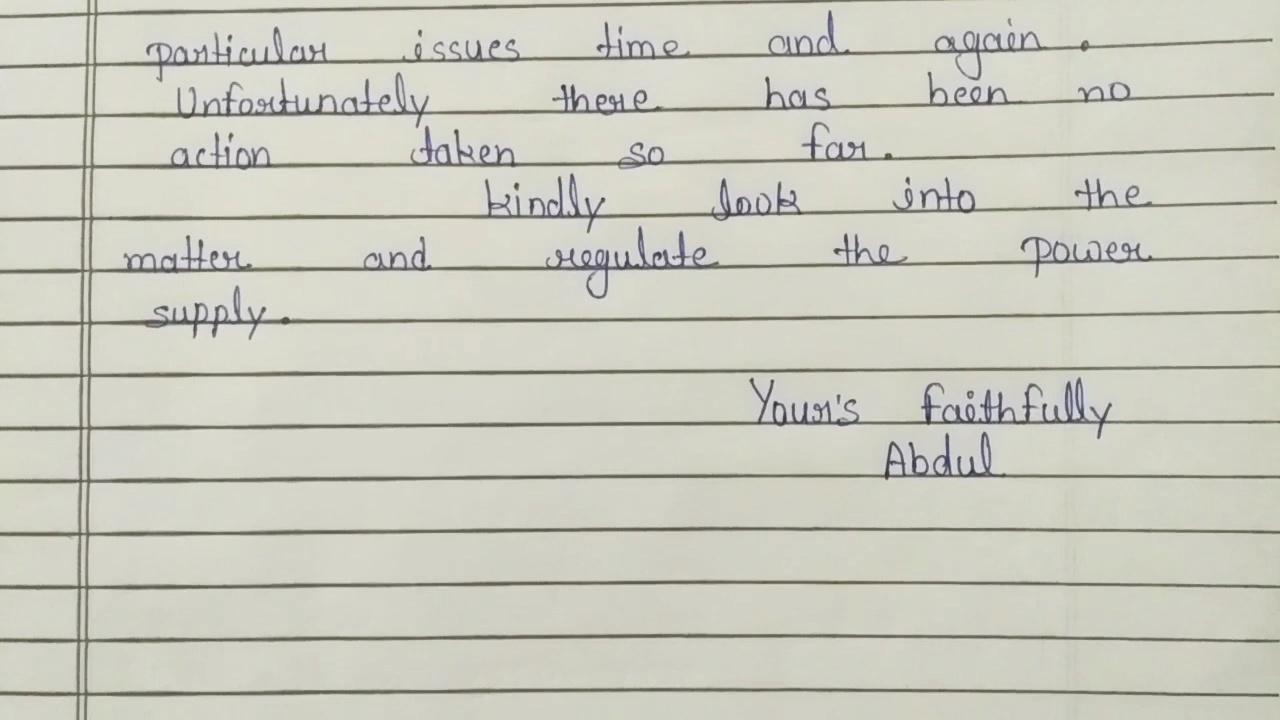 particular issues time and again.
Unfortunately there has been no
action taken so far.
kindly look into the
matter and regulate the power
supply.
Your's faithfully
Abdul